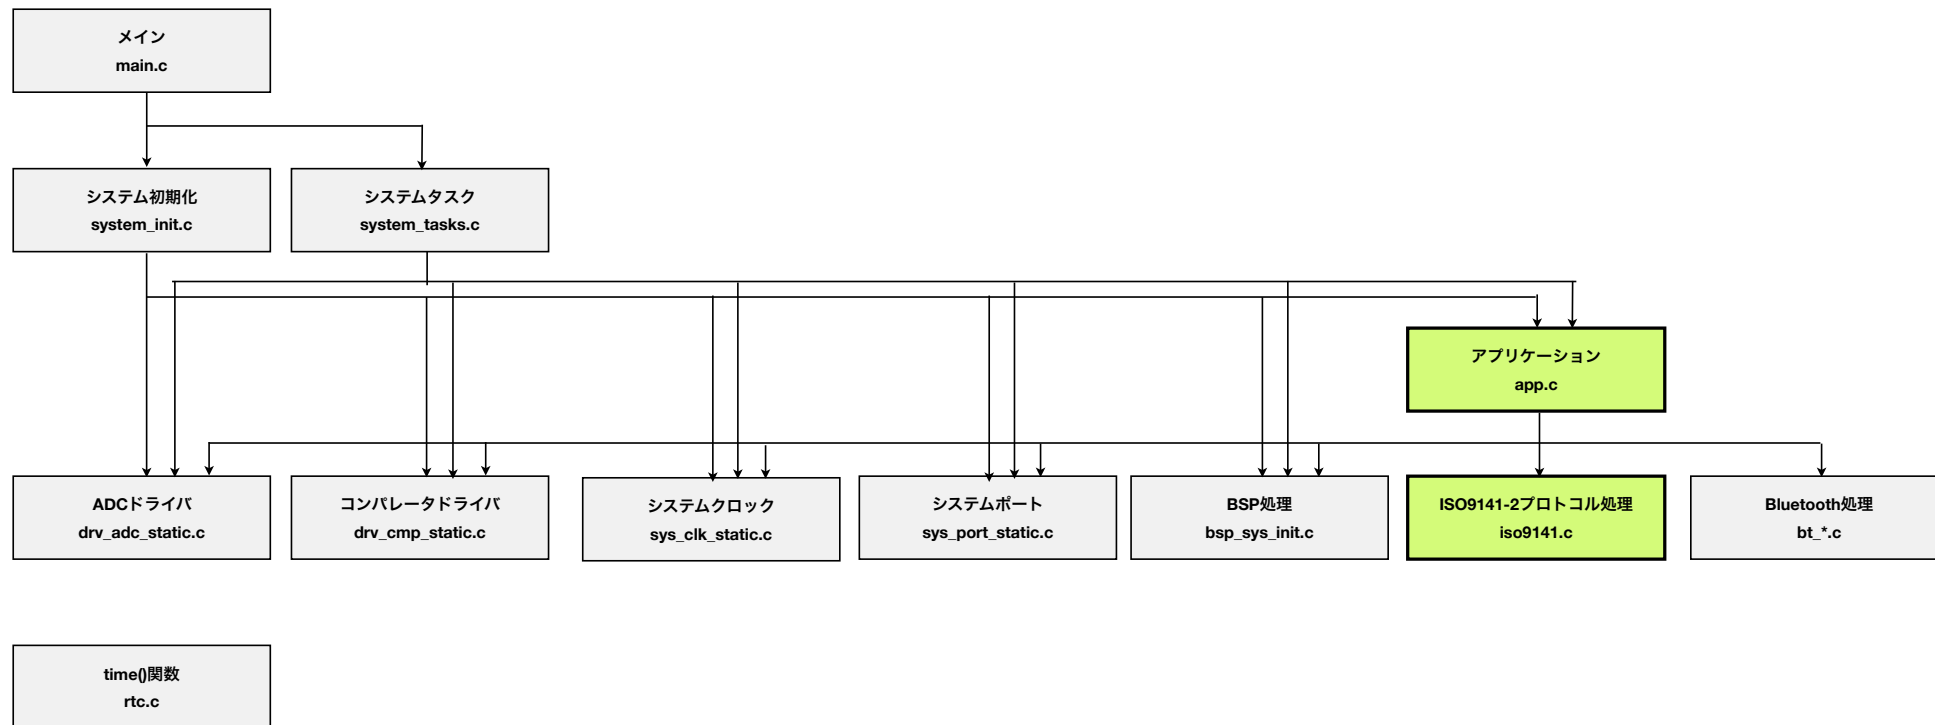 メイン
main.c
システム初期化
system_init.c
システムタスク
system_tasks.c
アプリケーション
app.c
ADCドライバ
drv_adc_static.c
コンパレータドライバ
drv_cmp_static.c
システムクロック
sys_clk_static.c
システムポート
sys_port_static.c
BSP処理
bsp_sys_init.c
ISO9141-2プロトコル処理
iso9141.c
Bluetooth処理
bt_*.c
time()関数
rtc.c